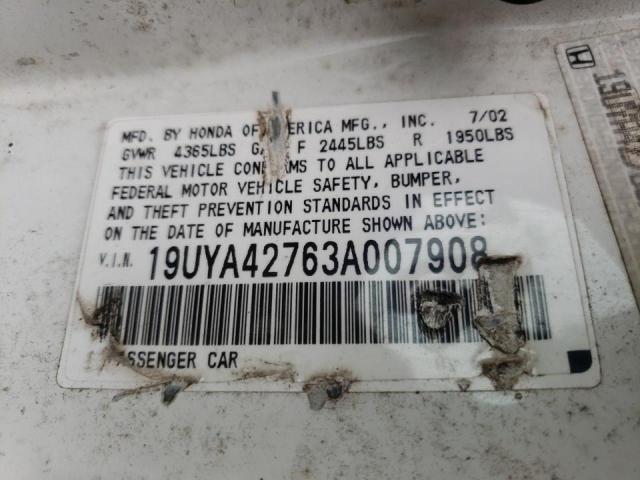 MFD. BY HONDA OF AMERICA MFG., INC. 7/02
GVWR 4365LBS F 2445LBS R 1950LBS
THIS VEHICLE CONFORMS TO ALL APPLICABLE
FEDERAL MOTOR VEHICLE SAFETY, BUMPER,
AND THEFT PREVENTION STANDARDS IN EFFECT
ON THE DATE OF MANUFACTURE SHOWN ABOVE:
V.I.N. 19UYA42763A007908
PASSENGER CAR